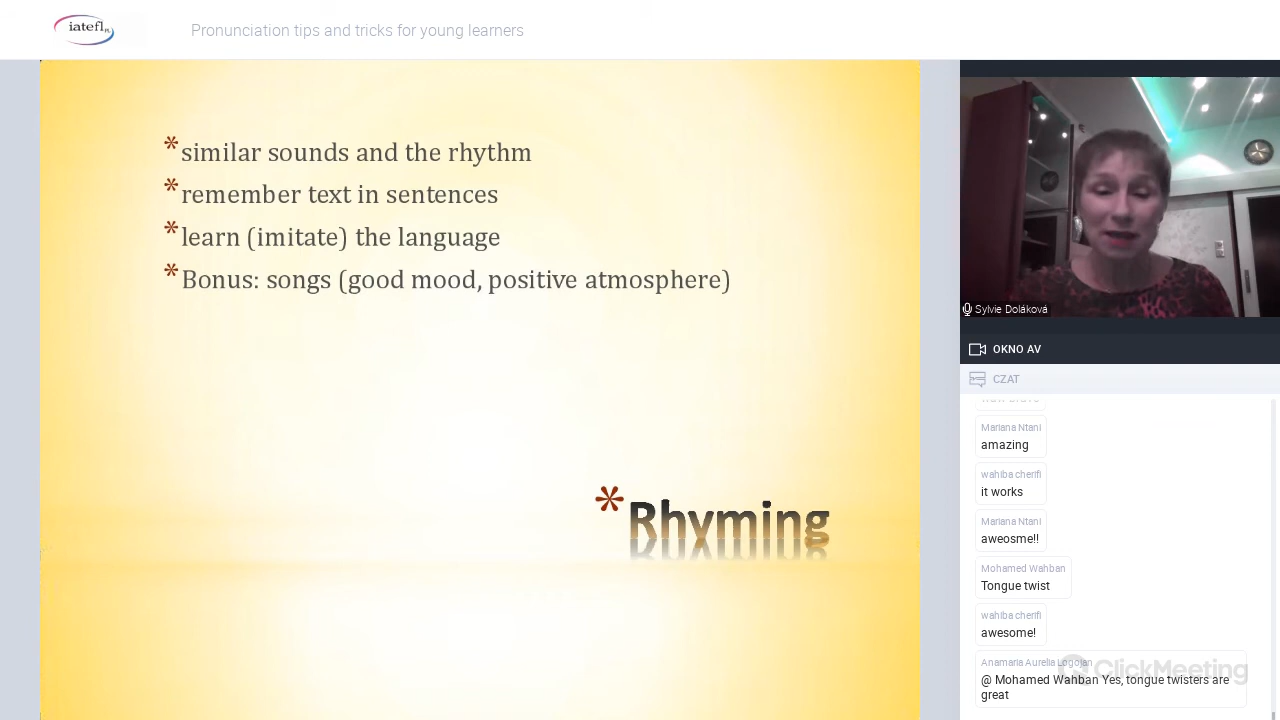 iatefl PL
Pronunciation tips and tricks for young learners
* similar sounds and the rhythm
* remember text in sentences
* learn (imitate) the language
* Bonus: songs (good mood, positive atmosphere)
* Rhyming
Sylvie Doláková
OKNO AV
CZAT
Mariana Ntani
amazing
wahiba cherifi
it works
Mariana Ntani
aweosme!!
Mohamed Wahban
Tongue twist
wahiba cherifi
awesome!
Anamaria Aurelia Logojan
@ Mohamed Wahban Yes, tongue twisters are
great
ClickMeeting